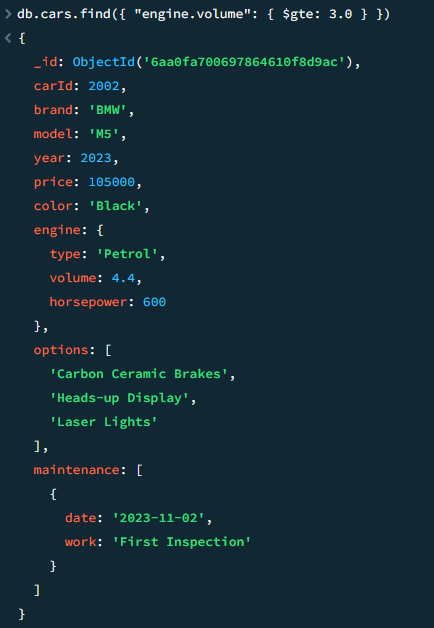 > db.cars.find({ "engine.volume": { $gte: 3.0 } })
< {
_id: ObjectId('6aa0fa700697864610f8d9ac'),
carId: 2002,
brand: 'BMW',
model: 'M5',
year: 2023,
price: 105000,
color: 'Black',
engine: {
type: 'Petrol',
volume: 4.4,
horsepower: 600
},
options: [
'Carbon Ceramic Brakes',
'Heads-up Display',
'Laser Lights'
],
maintenance: [
{
date: '2023-11-02',
work: 'First Inspection'
}
]
}